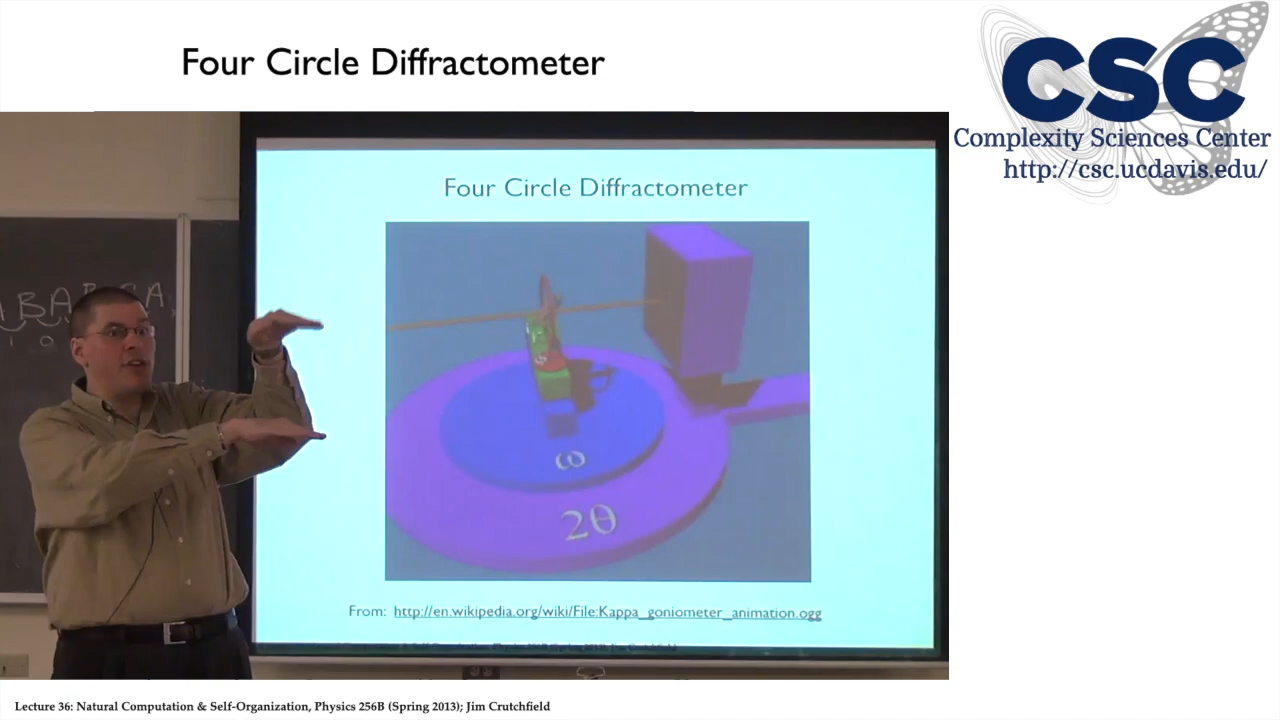 Four Circle Diffractometer
CSC
Complexity Sciences Center
http://csc.ucdavis.edu/
Four Circle Diffractometer
ω
2θ
From: http://en.wikipedia.org/wiki/File:Kappa_goniometer_animation.ogg
Lecture 36: Natural Computation & Self-Organization, Physics 256B (Spring 2013); Jim Crutchfield